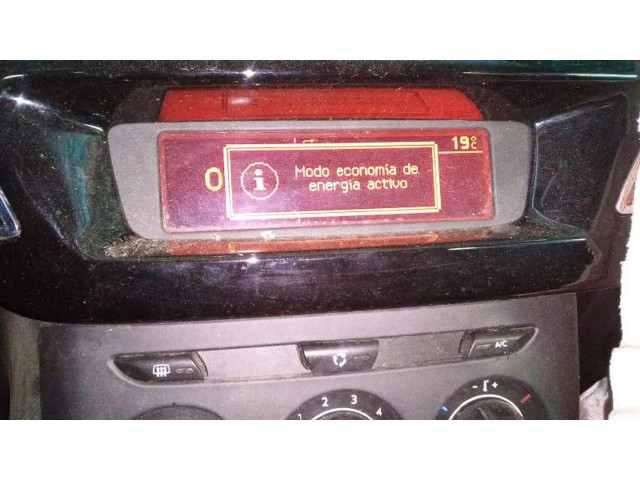 19°C
0
i
Modo economía de
energía activo
A/C
1 2 3 4
- +